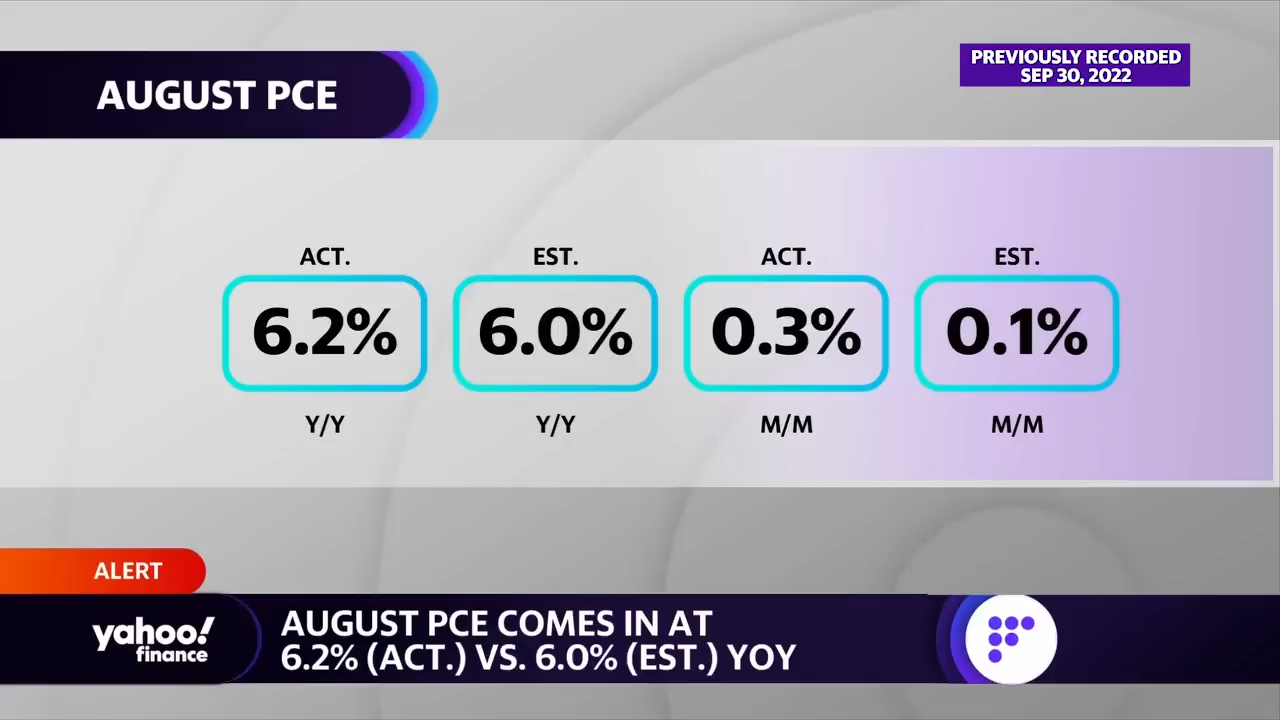 AUGUST PCE
PREVIOUSLY RECORDED
SEP 30, 2022
ACT. EST. ACT. EST.
6.2% 6.0% 0.3% 0.1%
Y/Y Y/Y M/M M/M
ALERT
yahoo!
finance
AUGUST PCE COMES IN AT
6.2% (ACT.) VS. 6.0% (EST.) YOY